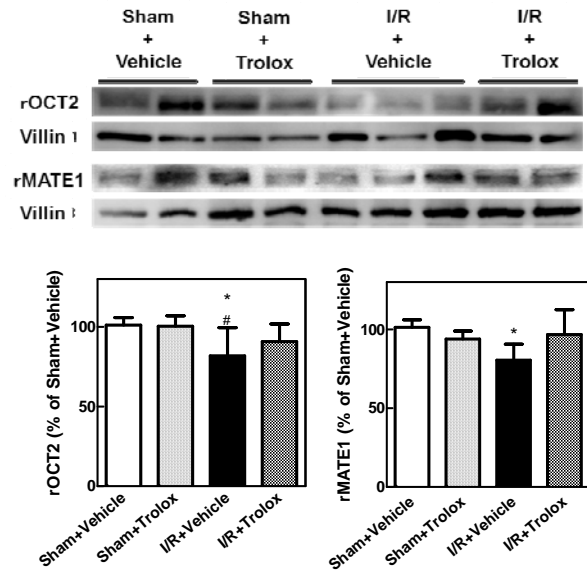 Sham Sham I/R I/R
+ + + +
Vehicle Trolox Vehicle Trolox
rOCT2
Villin
rMATE1
Villin
rOCT2 (% of Sham+Vehicle)
100
50
0
*
#
Sham+Vehicle
Sham+Trolox
I/R+Vehicle
I/R+Trolox
rMATE1 (% of Sham+Vehicle)
100
50
0
*
Sham+Vehicle
Sham+Trolox
I/R+Vehicle
I/R+Trolox